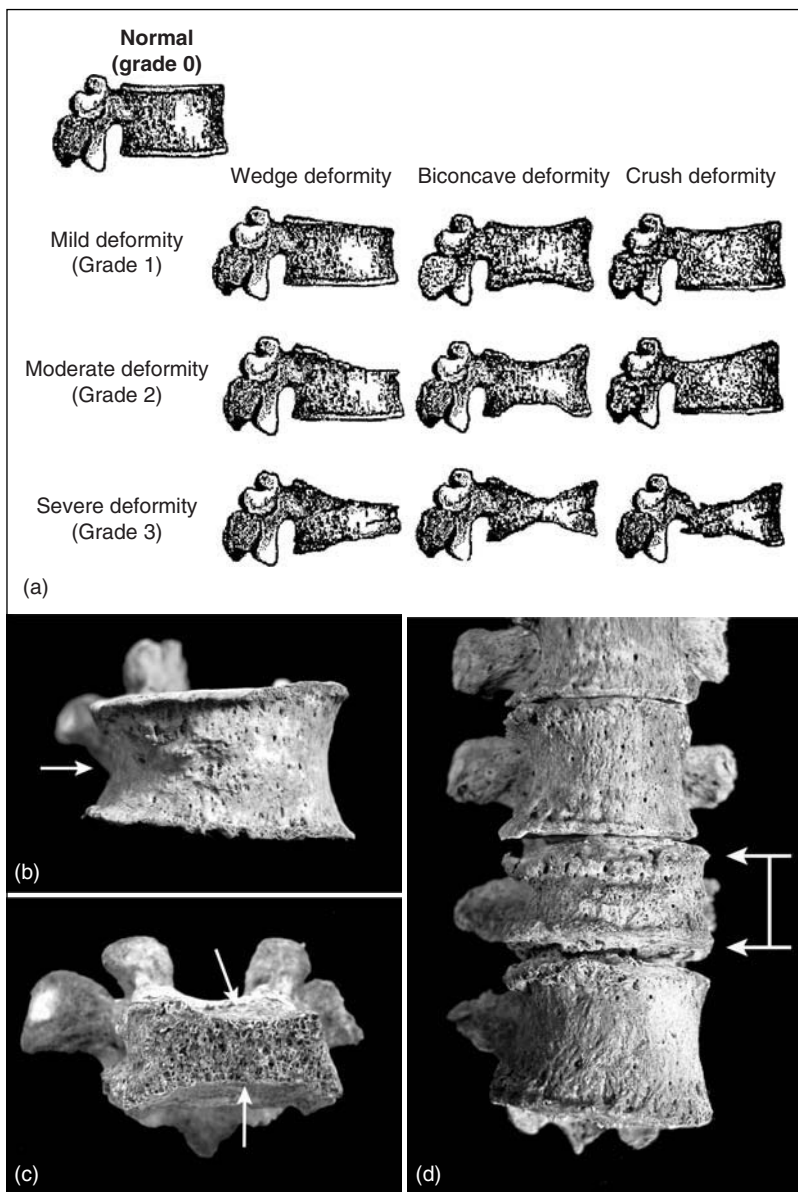 Normal
(grade 0)
Wedge deformity Biconcave deformity Crush deformity
Mild deformity
(Grade 1)
Moderate deformity
(Grade 2)
Severe deformity
(Grade 3)
(a)
(b)
(c)
(d)